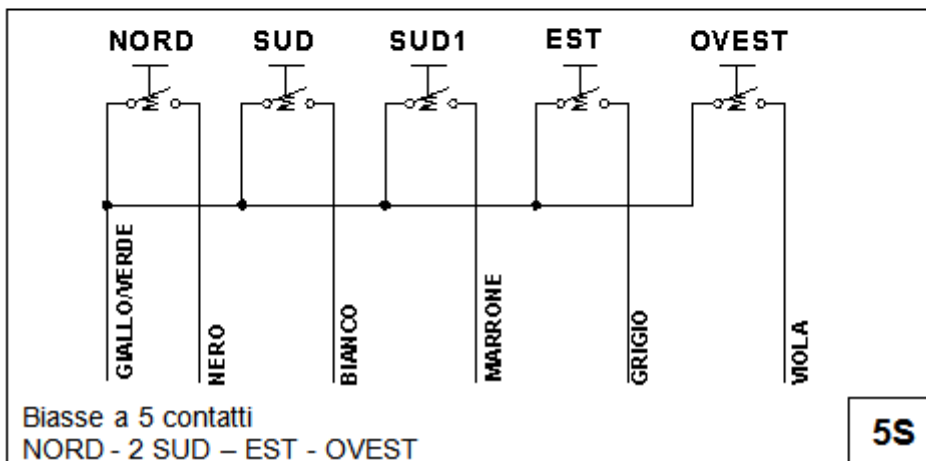 NORD SUD SUD1 EST OVEST
GIALLO/VERDE
NERO
BIANCO
MARRONE
GRIGIO
VIOLA
Biasse a 5 contatti
NORD - 2 SUD – EST - OVEST
5S